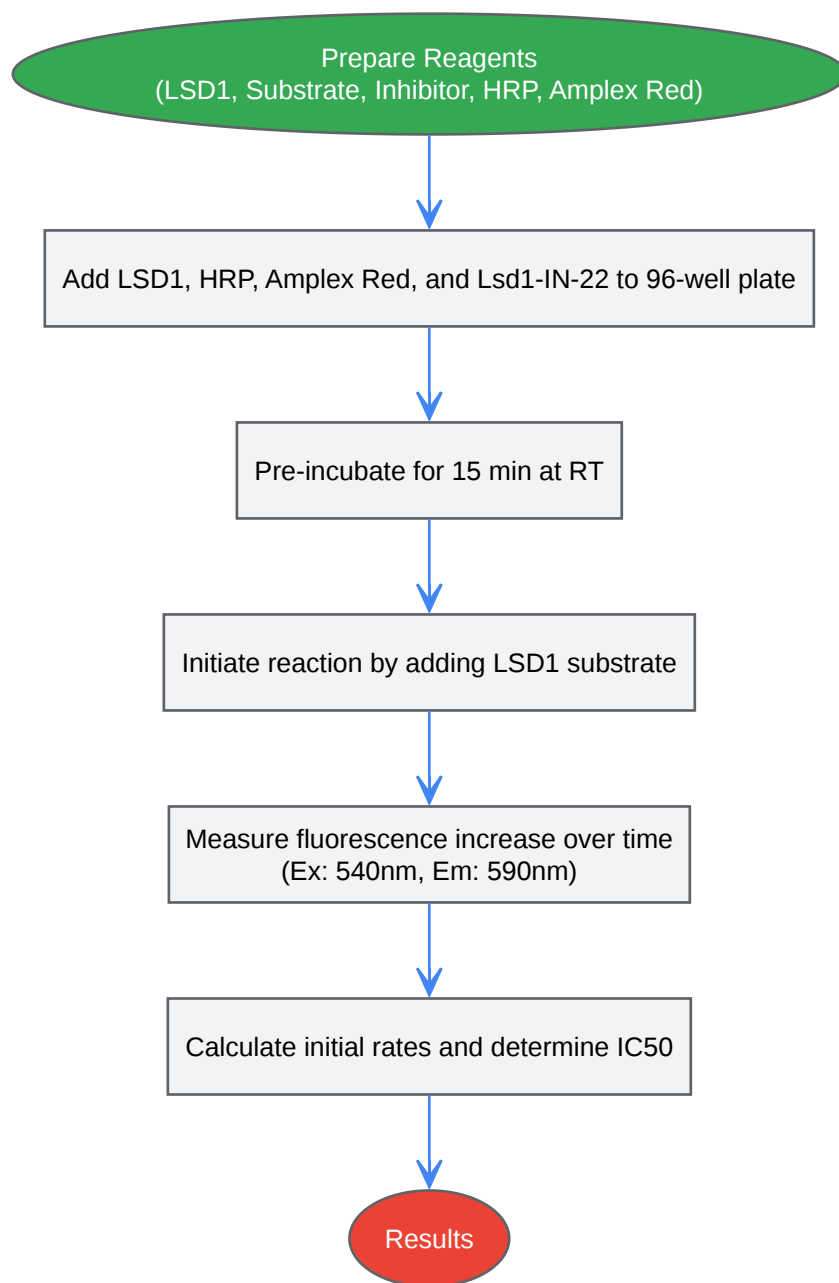 Prepare Reagents
(LSD1, Substrate, Inhibitor, HRP, Amplex Red)
Add LSD1, HRP, Amplex Red, and Lsd1-IN-22 to 96-well plate
Pre-incubate for 15 min at RT
Initiate reaction by adding LSD1 substrate
Measure fluorescence increase over time
(Ex: 540nm, Em: 590nm)
Calculate initial rates and determine IC50
Results